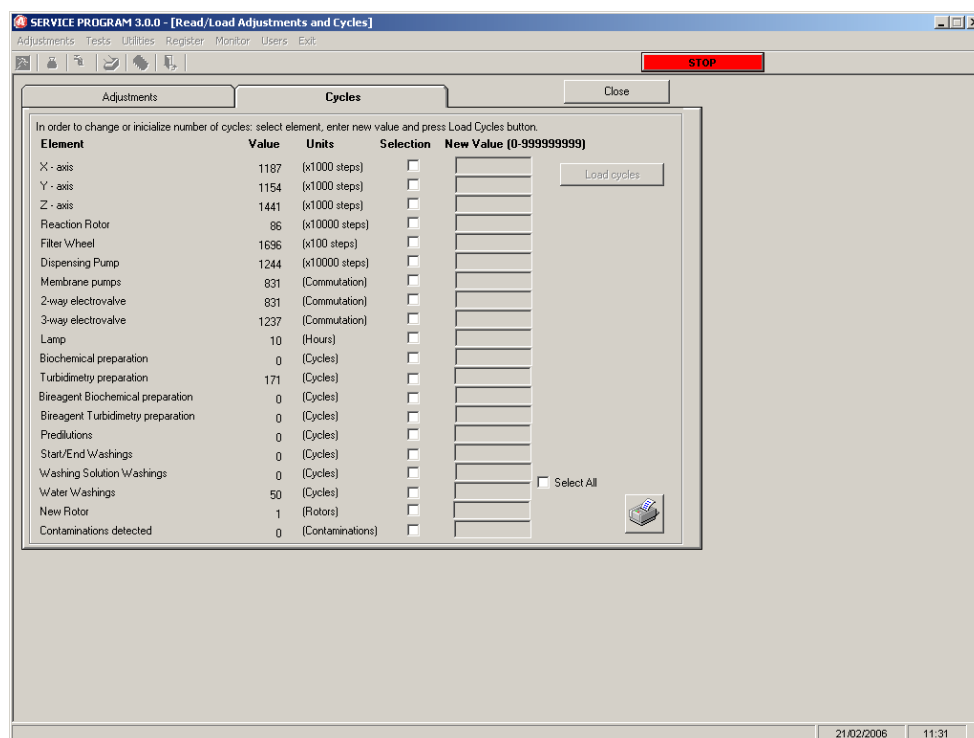 SERVICE PROGRAM 3.0.0 - [Read/Load Adjustments and Cycles]
Adjustments Tests Utilities Register Monitor Users Exit
STOP
Adjustments Cycles Close
In order to change or inicialize number of cycles: select element, enter new value and press Load Cycles button.
Element Value Units Selection New Value (0-999999999)
X - axis 1187 (x1000 steps)
Load cycles
Y - axis 1154 (x1000 steps)
Z - axis 1441 (x1000 steps)
Reaction Rotor 86 (x10000 steps)
Filter Wheel 1696 (x100 steps)
Dispensing Pump 1244 (x10000 steps)
Membrane pumps 831 (Commutation)
2-way electrovalve 831 (Commutation)
3-way electrovalve 1237 (Commutation)
Lamp 10 (Hours)
Biochemical preparation 0 (Cycles)
Turbidimetry preparation 171 (Cycles)
Bireagent Biochemical preparation 0 (Cycles)
Bireagent Turbidimetry preparation 0 (Cycles)
Predilutions 0 (Cycles)
Start/End Washings 0 (Cycles)
Washing Solution Washings 0 (Cycles)
Select All
Water Washings 50 (Cycles)
New Rotor 1 (Rotors)
Contaminations detected 0 (Contaminations)
21/02/2006 11:31